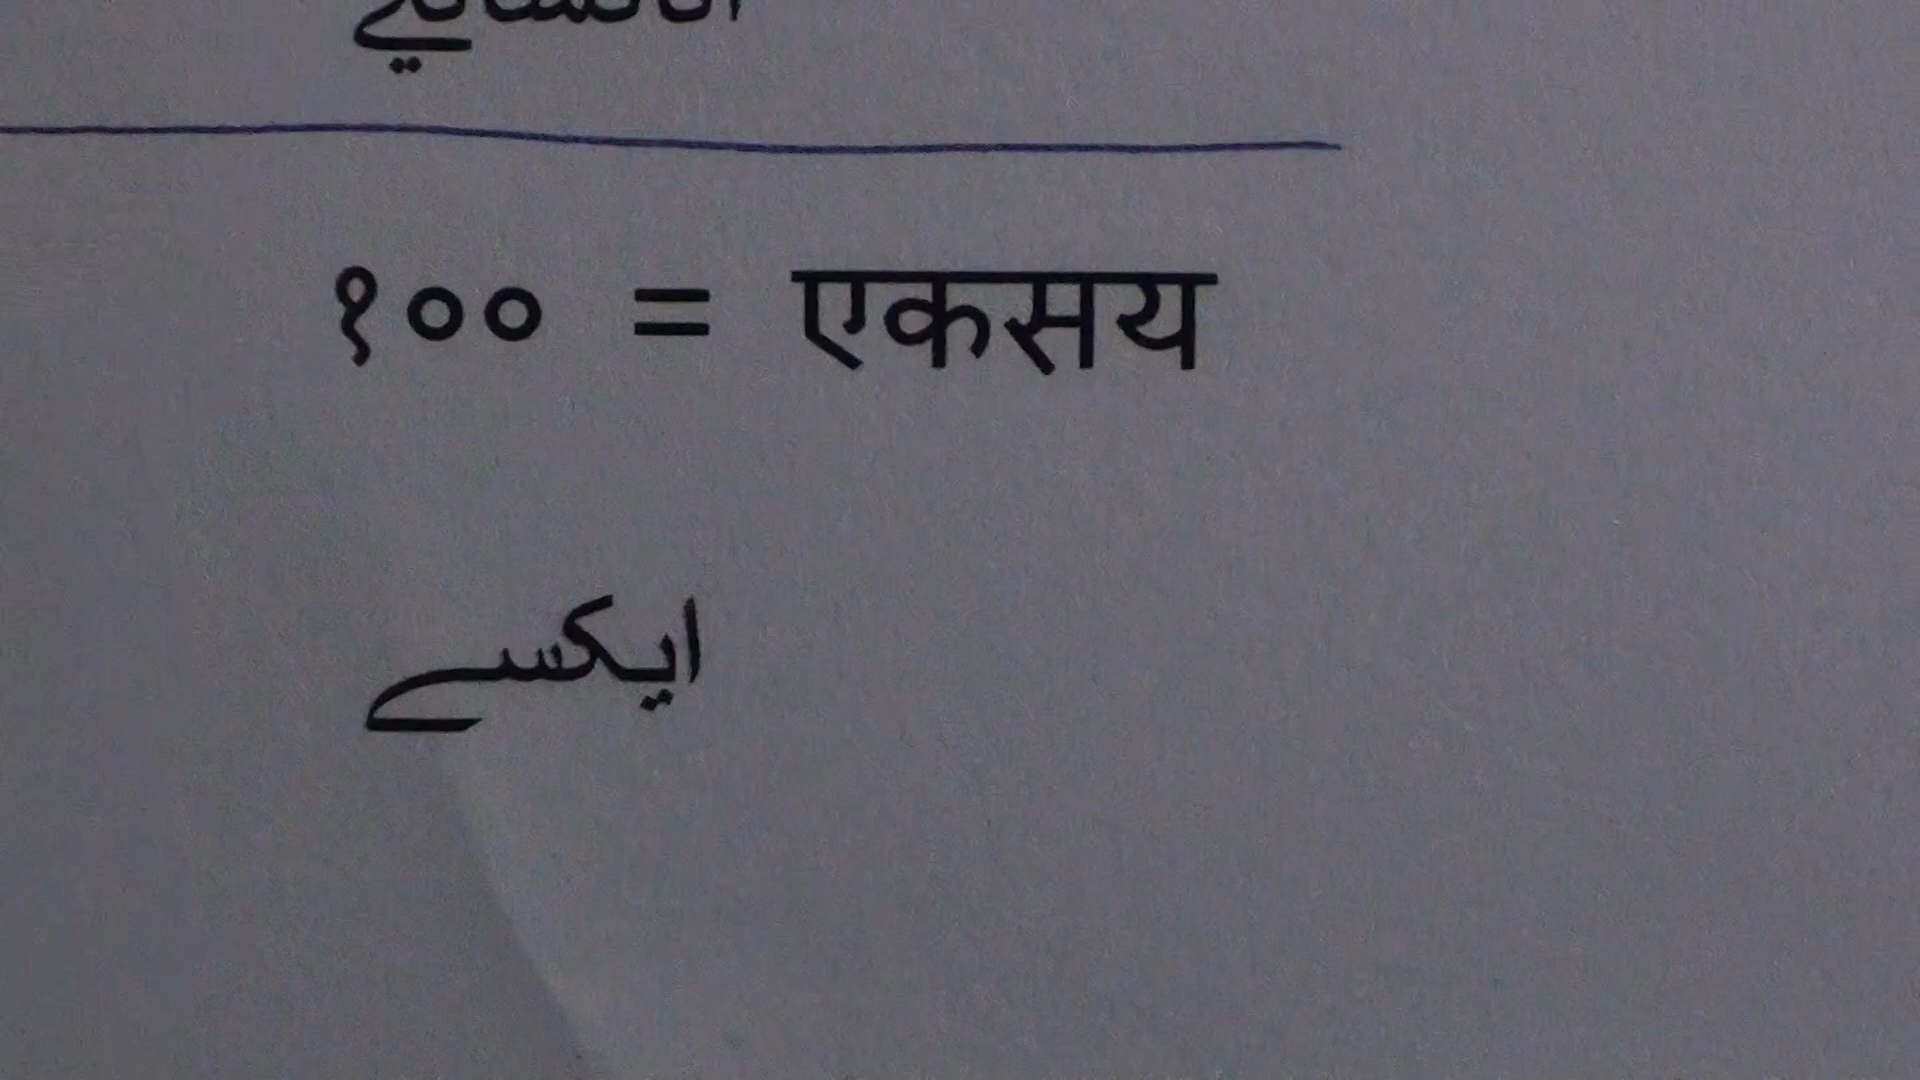 १०० = एकसय
ایکسے